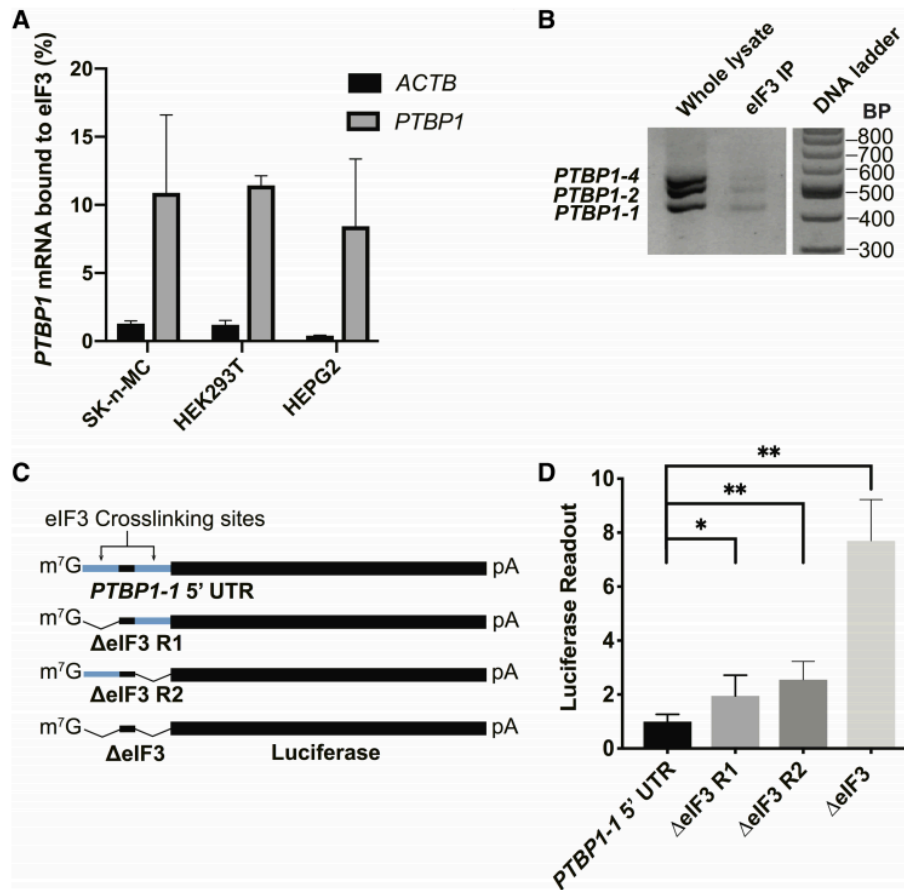 A
PTBP1 mRNA bound to eIF3 (%)
20
15
10
5
0
ACTB
PTBP1
SK-n-MC
HEK293T
HEPG2
B
Whole lysate
eIF3 IP
DNA ladder
BP
PTBP1-4
PTBP1-2
PTBP1-1
800
700
600
500
400
300
C
eIF3 Crosslinking sites
m⁷G pA
PTBP1-1 5' UTR
m⁷G pA
ΔeIF3 R1
m⁷G pA
ΔeIF3 R2
m⁷G pA
ΔeIF3 Luciferase
D
Luciferase Readout
10
8
6
4
2
0
**
**
*
PTBP1-1 5' UTR
ΔeIF3 R1
ΔeIF3 R2
ΔeIF3